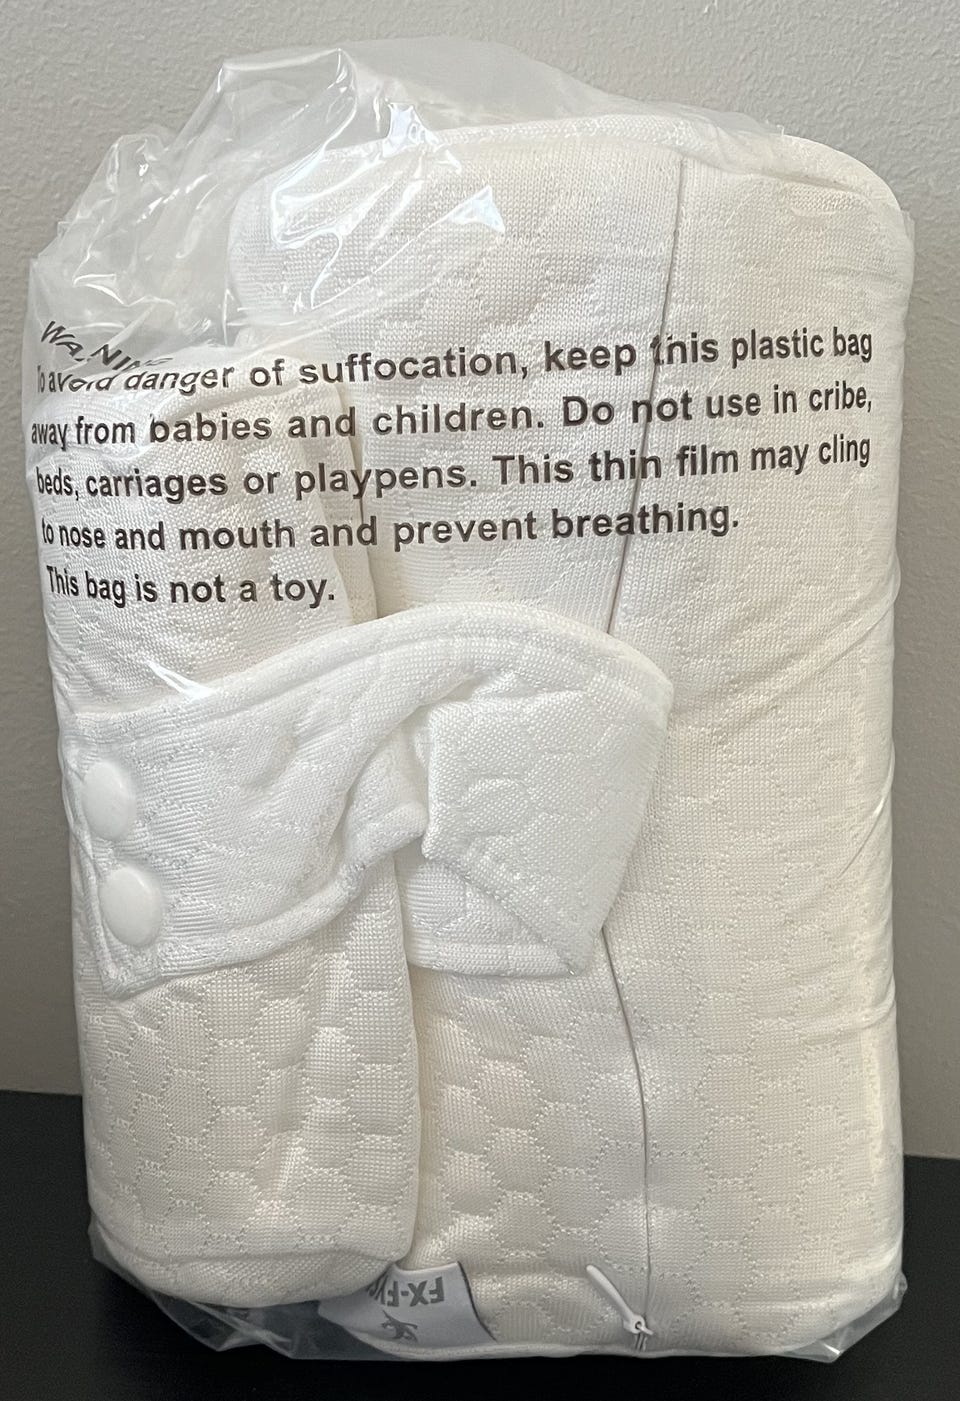 WARNING
To avoid danger of suffocation, keep this plastic bag
away from babies and children. Do not use in cribe,
beds, carriages or playpens. This thin film may cling
to nose and mouth and prevent breathing.
This bag is not a toy.